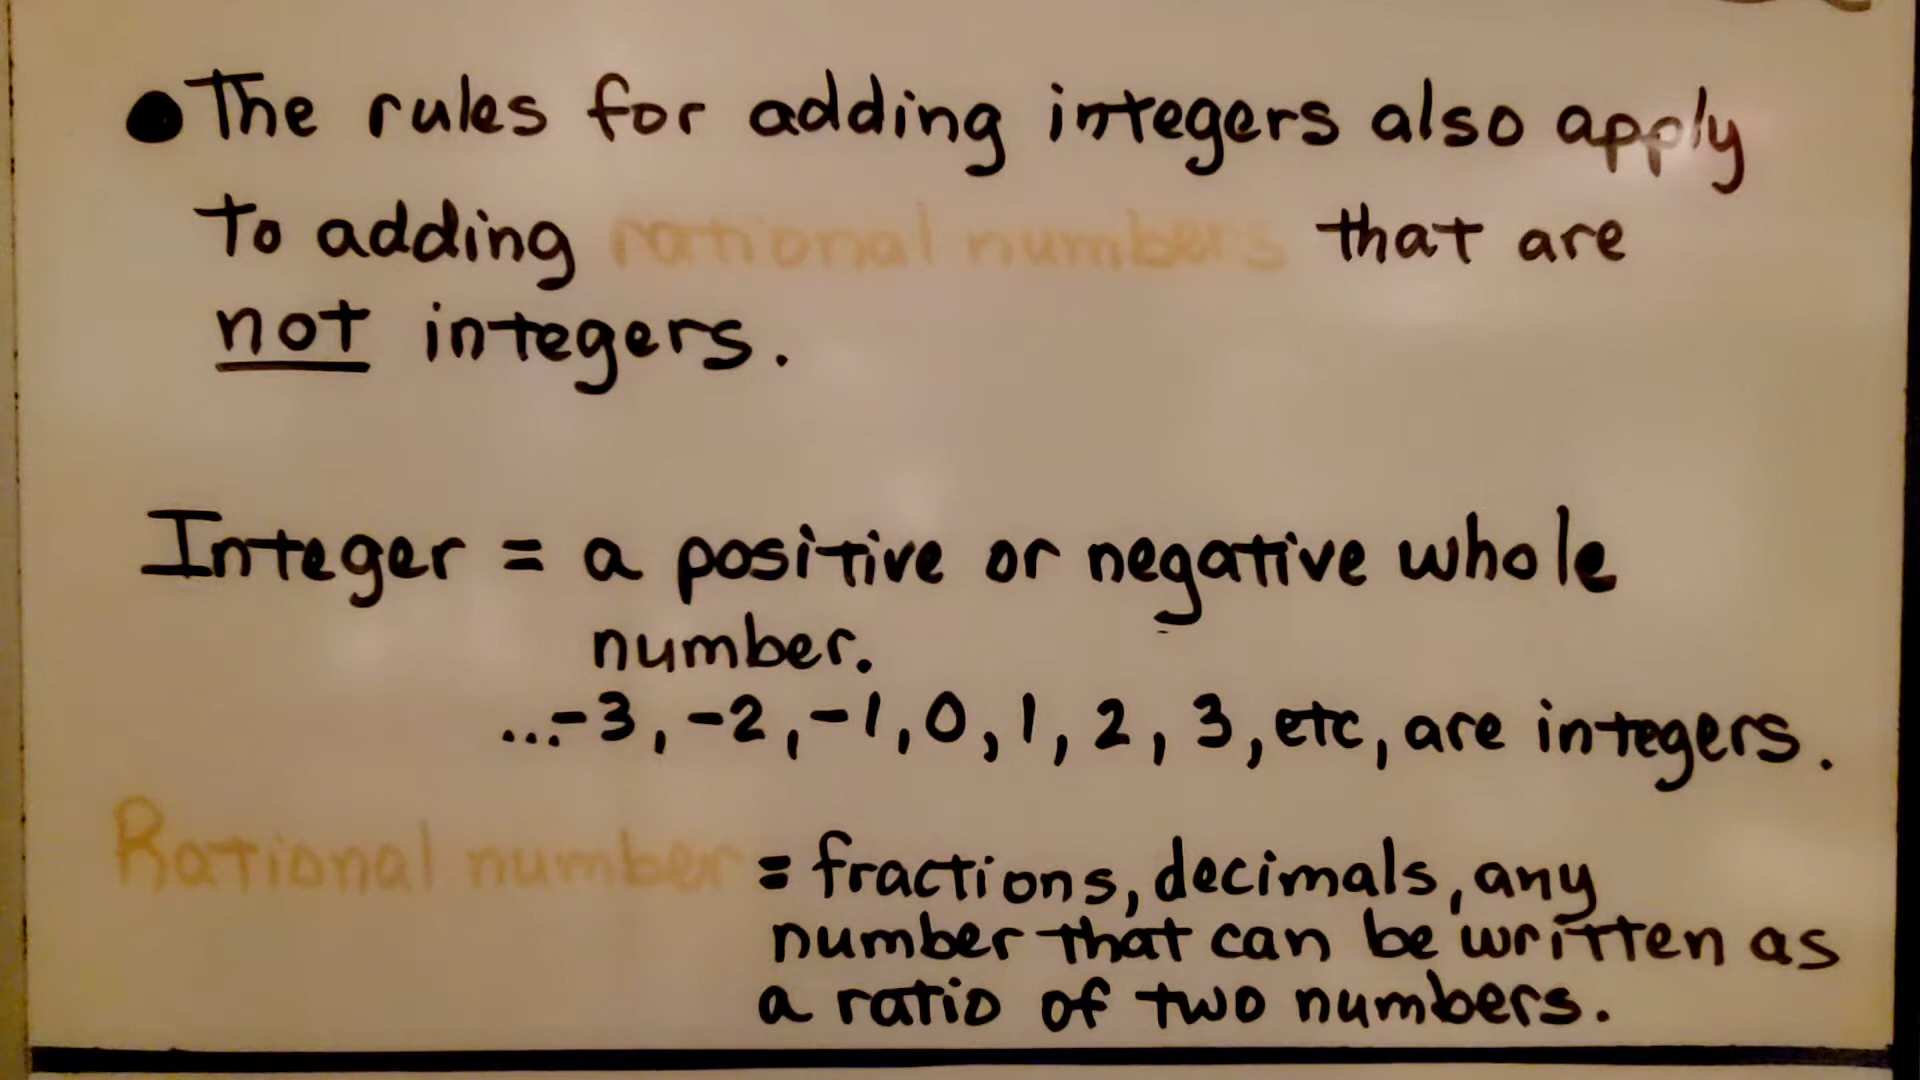 • The rules for adding integers also apply
to adding rational numbers that are
not integers.
Integer = a positive or negative whole
number.
...-3, -2, -1, 0, 1, 2, 3, etc, are integers.
Rational number = fractions, decimals, any
number that can be written as
a ratio of two numbers.